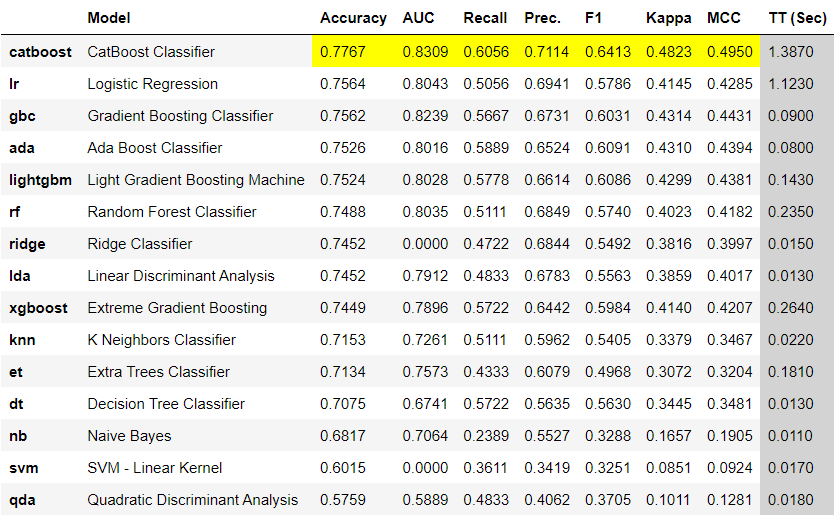 Model Accuracy AUC Recall Prec. F1 Kappa MCC TT (Sec)
catboost CatBoost Classifier 0.7767 0.8309 0.6056 0.7114 0.6413 0.4823 0.4950 1.3870
lr Logistic Regression 0.7564 0.8043 0.5056 0.6941 0.5786 0.4145 0.4285 1.1230
gbc Gradient Boosting Classifier 0.7562 0.8239 0.5667 0.6731 0.6031 0.4314 0.4431 0.0900
ada Ada Boost Classifier 0.7526 0.8016 0.5889 0.6524 0.6091 0.4310 0.4394 0.0800
lightgbm Light Gradient Boosting Machine 0.7524 0.8028 0.5778 0.6614 0.6086 0.4299 0.4381 0.1430
rf Random Forest Classifier 0.7488 0.8035 0.5111 0.6849 0.5740 0.4023 0.4182 0.2350
ridge Ridge Classifier 0.7452 0.0000 0.4722 0.6844 0.5492 0.3816 0.3997 0.0150
lda Linear Discriminant Analysis 0.7452 0.7912 0.4833 0.6783 0.5563 0.3859 0.4017 0.0130
xgboost Extreme Gradient Boosting 0.7449 0.7896 0.5722 0.6442 0.5984 0.4140 0.4207 0.2640
knn K Neighbors Classifier 0.7153 0.7261 0.5111 0.5962 0.5405 0.3379 0.3467 0.0220
et Extra Trees Classifier 0.7134 0.7573 0.4333 0.6079 0.4968 0.3072 0.3204 0.1810
dt Decision Tree Classifier 0.7075 0.6741 0.5722 0.5635 0.5630 0.3445 0.3481 0.0130
nb Naive Bayes 0.6817 0.7064 0.2389 0.5527 0.3288 0.1657 0.1905 0.0110
svm SVM - Linear Kernel 0.6015 0.0000 0.3611 0.3419 0.3251 0.0851 0.0924 0.0170
qda Quadratic Discriminant Analysis 0.5759 0.5889 0.4833 0.4062 0.3705 0.1011 0.1281 0.0180